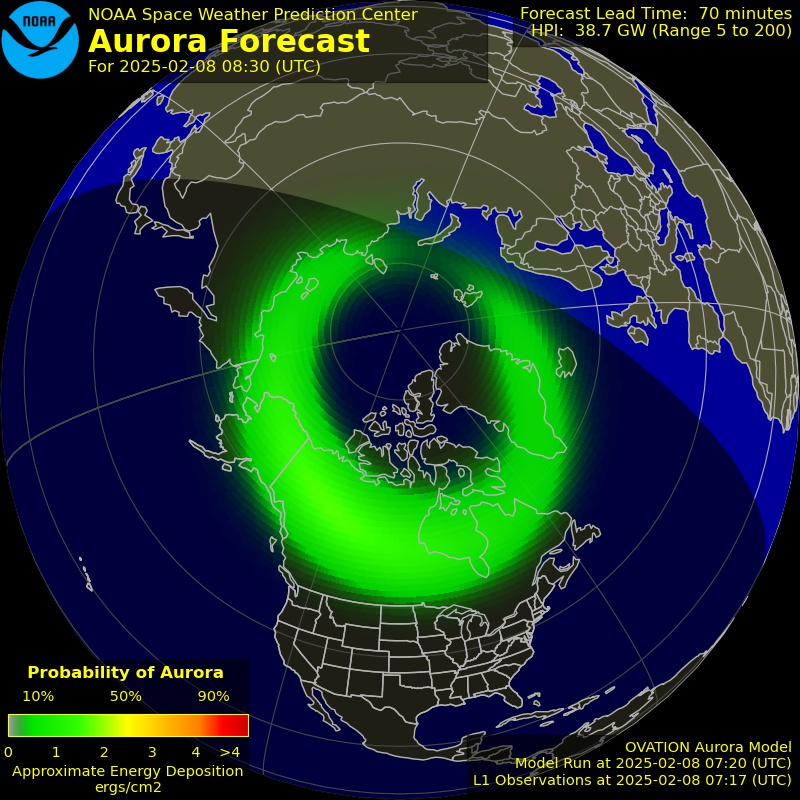 NOAA
NOAA Space Weather Prediction Center
Aurora Forecast
For 2025-02-08 08:30 (UTC)
Forecast Lead Time: 70 minutes
HPI: 38.7 GW (Range 5 to 200)
Probability of Aurora
10% 50% 90%
0 1 2 3 4 >4
Approximate Energy Deposition
ergs/cm2
OVATION Aurora Model
Model Run at 2025-02-08 07:20 (UTC)
L1 Observations at 2025-02-08 07:17 (UTC)